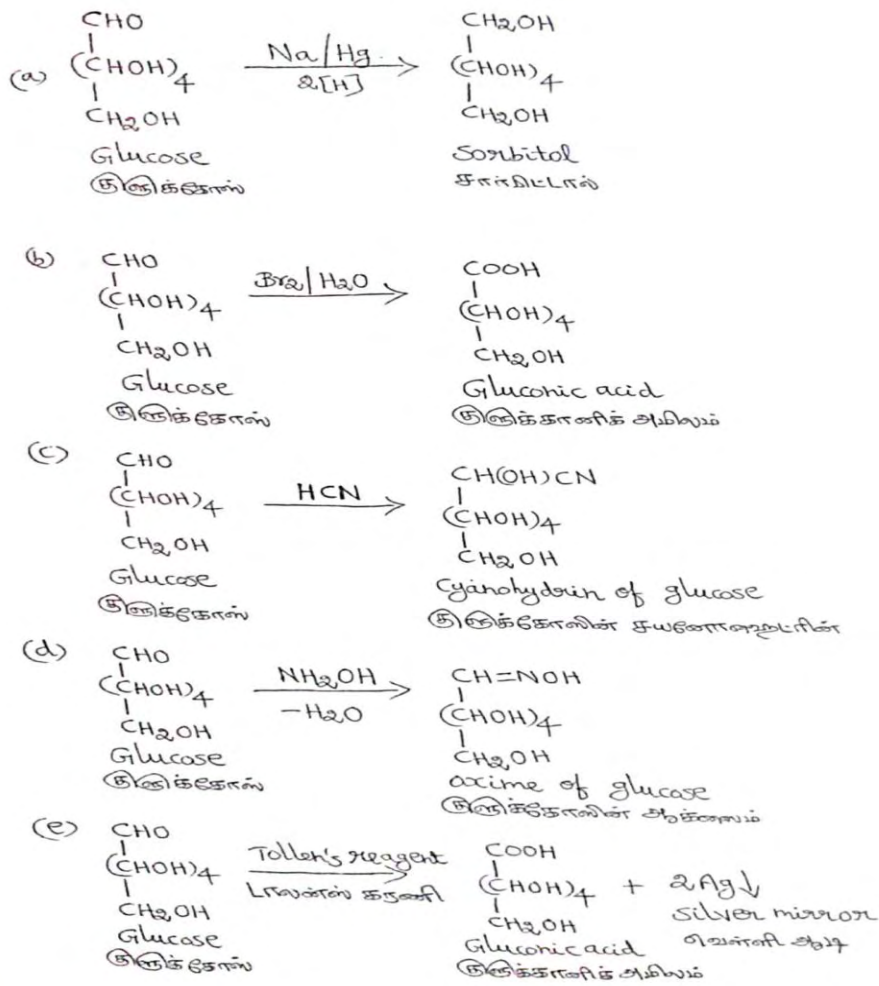 (a) CHO
(CHOH)4
CH2OH
Glucose
குளுக்கோஸ்
Na/Hg.
2[H]
CH2OH
(CHOH)4
CH2OH
Sorbitol
சார்பிட்டால்
(b) CHO
(CHOH)4
CH2OH
Glucose
குளுக்கோஸ்
Br2/H2O
COOH
(CHOH)4
CH2OH
Gluconic acid
குளுக்கானிக் அமிலம்
(c) CHO
(CHOH)4
CH2OH
Glucose
குளுக்கோஸ்
HCN
CH(OH)CN
(CHOH)4
CH2OH
Cyanohydrin of glucose
குளுக்கோஸின் சயனோஹைட்ரின்
(d) CHO
(CHOH)4
CH2OH
Glucose
குளுக்கோஸ்
NH2OH
-H2O
CH=NOH
(CHOH)4
CH2OH
oxime of glucose
குளுக்கோஸின் ஆக்ஸைம்
(e) CHO
(CHOH)4
CH2OH
Glucose
குளுக்கோஸ்
Tollen's reagent
டாலன்ஸ் கரணி
COOH
(CHOH)4 + 2Ag↓
CH2OH
Gluconic acid
குளுக்கானிக் அமிலம்
silver mirror
வெள்ளி ஆடி